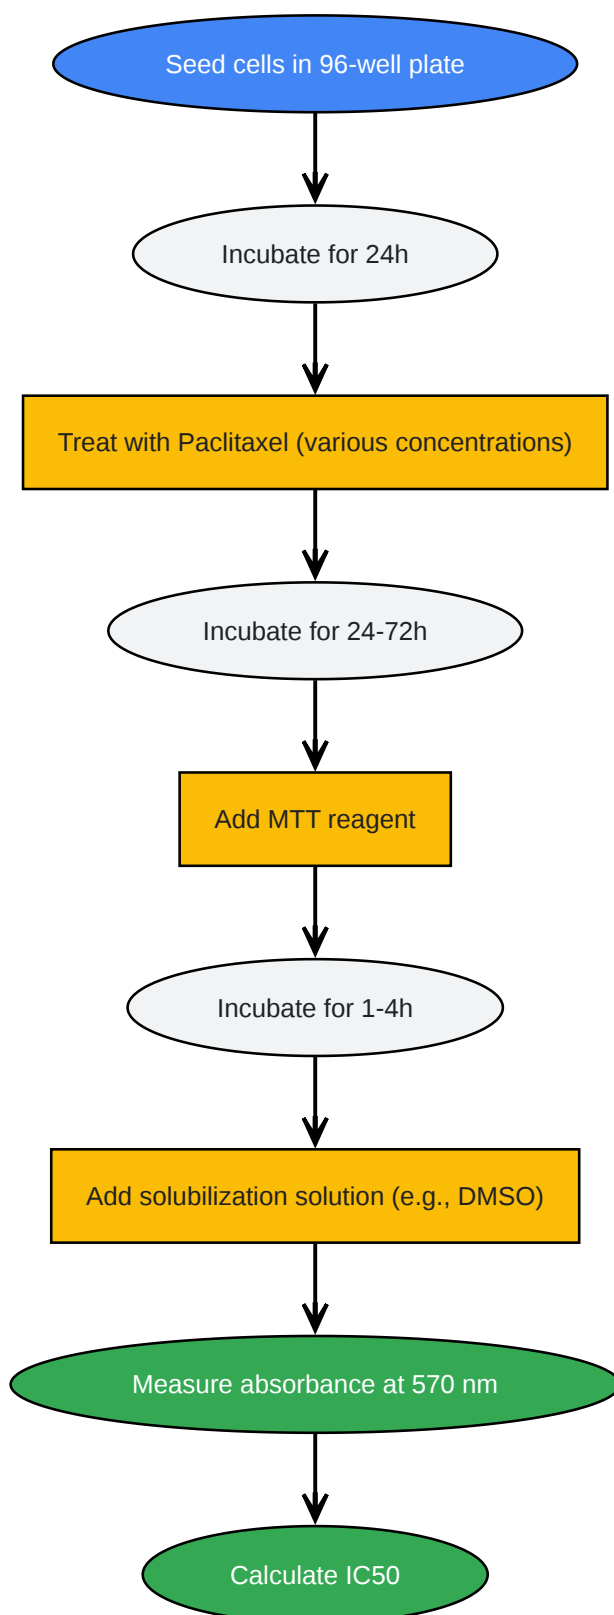 Seed cells in 96-well plate
Incubate for 24h
Treat with Paclitaxel (various concentrations)
Incubate for 24-72h
Add MTT reagent
Incubate for 1-4h
Add solubilization solution (e.g., DMSO)
Measure absorbance at 570 nm
Calculate IC50